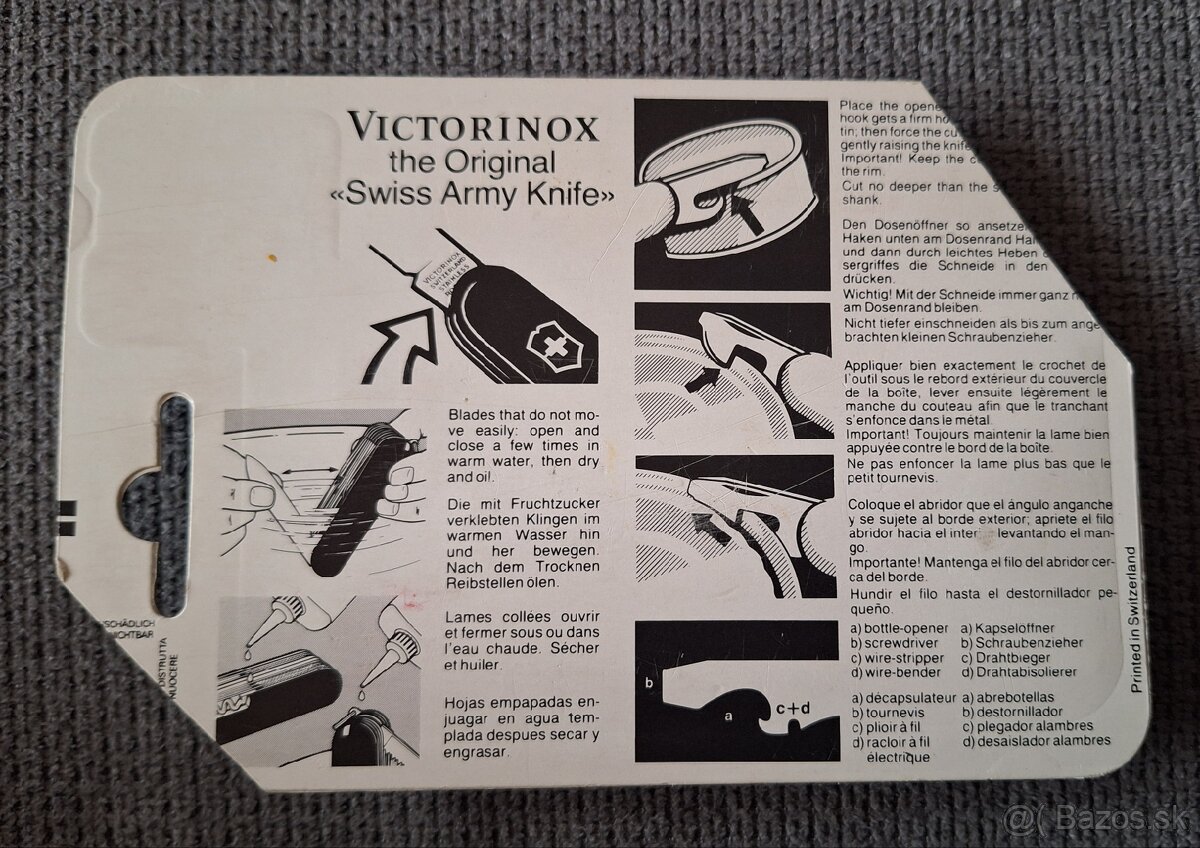 VICTORINOX
the Original
«Swiss Army Knife»
VICTORINOX
SWITZERLAND
STAINLESS
Blades that do not mo-
ve easily: open and
close a few times in
warm water, then dry
and oil.
Die mit Fruchtzucker
verklebten Klingen im
warmen Wasser hin
und her bewegen.
Nach dem Trocknen
Reibstellen ölen.
Lames collées ouvrir
et fermer sous ou dans
l'eau chaude. Sécher
et huiler.
Hojas empapadas en-
juagar en agua tem-
plada despues secar y
engrasar.
SCHÄDLICH
NICHTBAR
DISTRUTTA
NUOCERE
Place the opene
hook gets a firm ho
tin; then force the cu
gently raising the knife
Important! Keep the c
the rim.
Cut no deeper than the s
shank.
Den Dosenöffner so ansetze
Haken unten am Dosenrand Ha
und dann durch leichtes Heben
sergriffes die Schneide in den
drücken.
Wichtig! Mit der Schneide immer ganz n
am Dosenrand bleiben.
Nicht tiefer einschneiden als bis zum ange
brachten kleinen Schraubenzieher.
Appliquer bien exactement le crochet de
l'outil sous le rebord extérieur du couvercle
de la boîte, lever ensuite légèrement le
manche du couteau afin que le tranchant
s'enfonce dans le métal.
Important! Toujours maintenir la lame bien
appuyée contre le bord de la boîte.
Ne pas enfoncer la lame plus bas que le
petit tournevis.
Coloque el abridor que el ángulo anganche
y se sujete al borde exterior; apriete el filo
abridor hacia el inter levantando el man-
go.
Importante! Mantenga el filo del abridor cer-
ca del borde.
Hundir el filo hasta el destornillador pe-
queño.
a) bottle-opener a) Kapselöffner
b) screwdriver b) Schraubenzieher
c) wire-stripper c) Drahtbieger
d) wire-bender d) Drahtabisolierer
a) décapsulateur a) abrebotellas
b) tournevis b) destornillador
c) plioir à fil c) plegador alambres
d) racloir à fil d) desaislador alambres
électrique
b
a
c+d
Printed in Switzerland
@( Bazos.sk